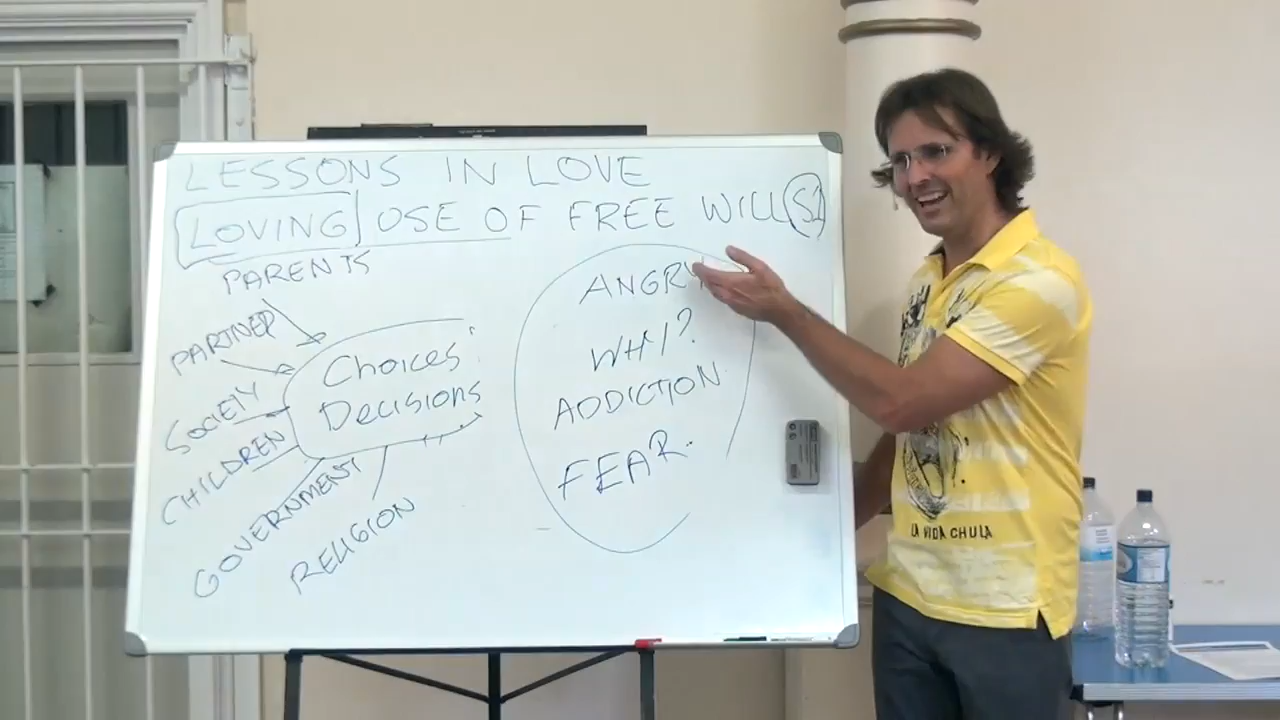 LESSONS IN LOVE
LOVING USE OF FREE WILL S1
PARENTS
PARTNER
SOCIETY
CHILDREN
GOVERNMENT
RELIGION
Choices
Decisions
ANGRY
WHY?
ADDICTION
FEAR.
LA VIDA CHULA